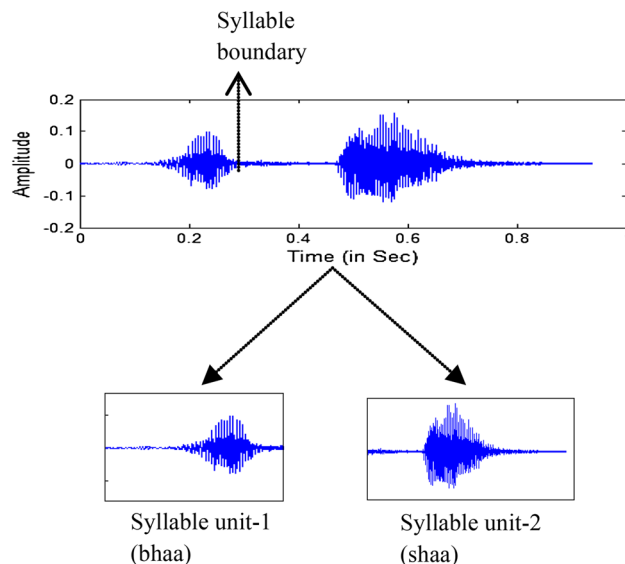 Syllable
boundary
0.2
0.1
0
-0.1
-0.2
Amplitude
0
0.2
0.4
0.6
0.8
Time (in Sec)
Syllable unit-1
(bhaa)
Syllable unit-2
(shaa)